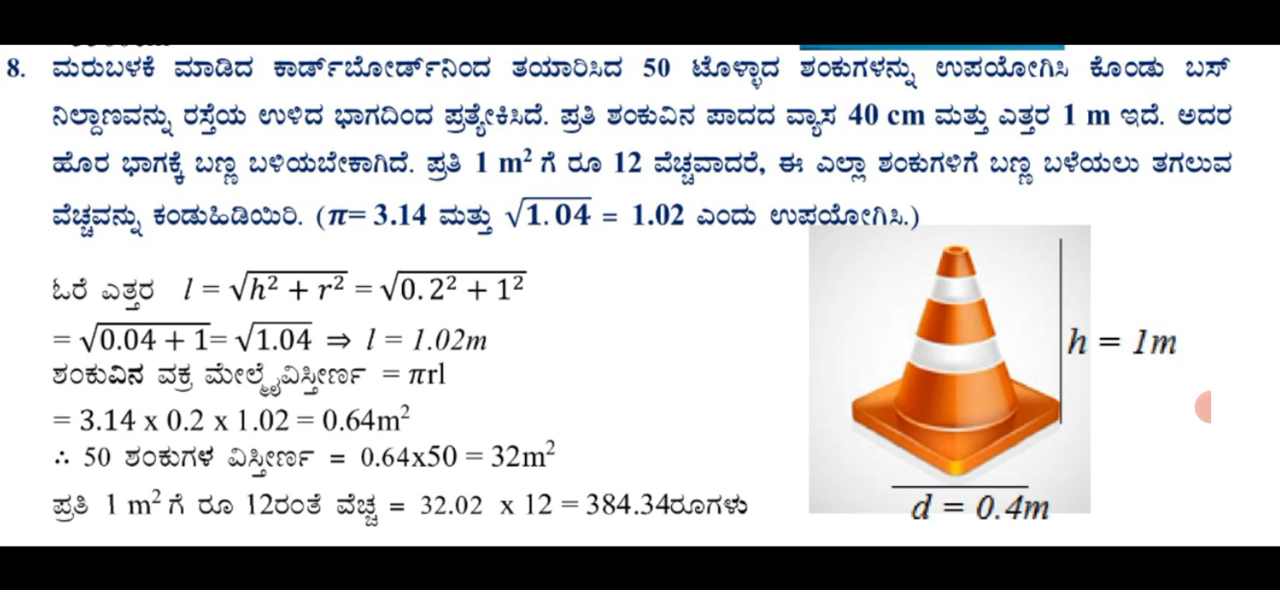 8. ಮರುಬಳಕೆ ಮಾಡಿದ ಕಾರ್ಡ್‌ಬೋರ್ಡ್‌ನಿಂದ ತಯಾರಿಸಿದ 50 ಟೊಳ್ಳಾದ ಶಂಕುಗಳನ್ನು ಉಪಯೋಗಿಸಿ ಕೊಂಡು ಬಸ್
ನಿಲ್ದಾಣವನ್ನು ರಸ್ತೆಯ ಉಳಿದ ಭಾಗದಿಂದ ಪ್ರತ್ಯೇಕಿಸಿದೆ. ಪ್ರತಿ ಶಂಕುವಿನ ಪಾದದ ವ್ಯಾಸ 40 cm ಮತ್ತು ಎತ್ತರ 1 m ಇದೆ. ಅದರ
ಹೊರ ಭಾಗಕ್ಕೆ ಬಣ್ಣ ಬಳಿಯಬೇಕಾಗಿದೆ. ಪ್ರತಿ 1 m² ಗೆ ರೂ 12 ವೆಚ್ಚವಾದರೆ, ಈ ಎಲ್ಲಾ ಶಂಕುಗಳಿಗೆ ಬಣ್ಣ ಬಳೆಯಲು ತಗಲುವ
ವೆಚ್ಚವನ್ನು ಕಂಡುಹಿಡಿಯಿರಿ. (π= 3.14 ಮತ್ತು √1.04 = 1.02 ಎಂದು ಉಪಯೋಗಿಸಿ.)
ಓರೆ ಎತ್ತರ l = √h² + r² = √0.2² + 1²
= √0.04 + 1= √1.04 ⇒ l = 1.02m
ಶಂಕುವಿನ ವಕ್ರ ಮೇಲ್ಮೈವಿಸ್ತೀರ್ಣ = πrl
= 3.14 x 0.2 x 1.02 = 0.64m²
∴ 50 ಶಂಕುಗಳ ವಿಸ್ತೀರ್ಣ = 0.64x50 = 32m²
ಪ್ರತಿ 1 m² ಗೆ ರೂ 12ರಂತೆ ವೆಚ್ಚ = 32.02 x 12 = 384.34ರೂಗಳು
h = 1m
d = 0.4m